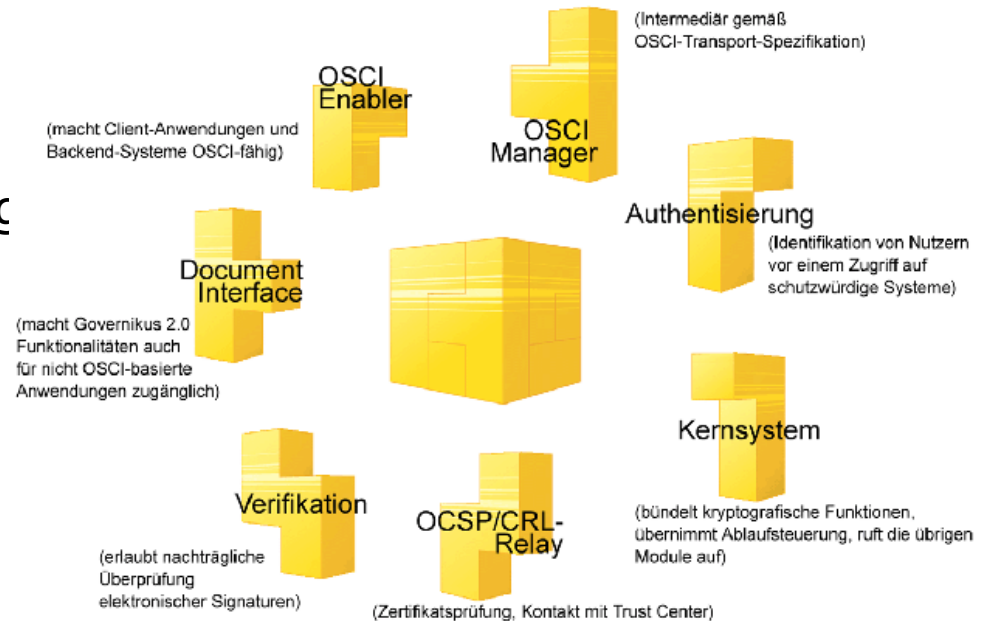 (Intermediär gemäß
OSCI-Transport-Spezifikation)
OSCI
Enabler
(macht Client-Anwendungen und
Backend-Systeme OSCI-fähig)
OSCI
Manager
Authentisierung
(Identifikation von Nutzern
vor einem Zugriff auf
schutzwürdige Systeme)
Document
Interface
(macht Governikus 2.0
Funktionalitäten auch
für nicht OSCI-basierte
Anwendungen zugänglich)
Kernsystem
(bündelt kryptografische Funktionen,
übernimmt Ablaufsteuerung, ruft die übrigen
Module auf)
Verifikation
(erlaubt nachträgliche
Überprüfung
elektronischer Signaturen)
OCSP/CRL-
Relay
(Zertifikatsprüfung, Kontakt mit Trust Center)